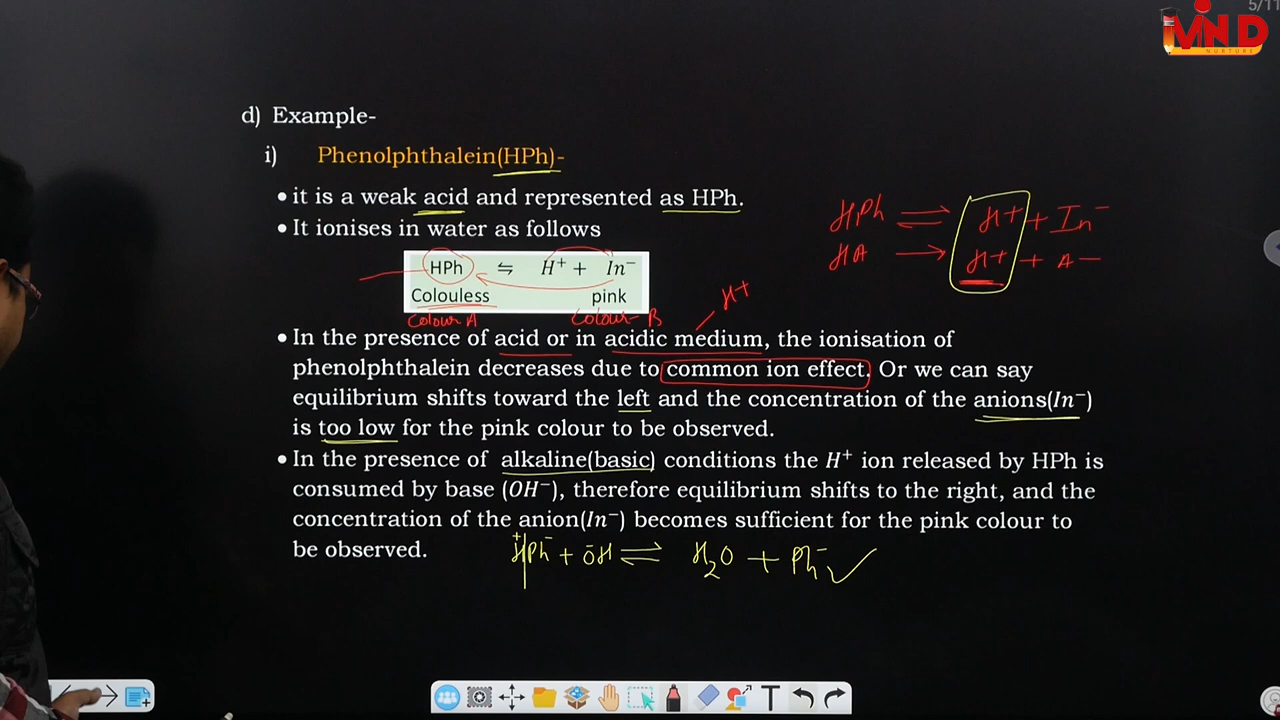 5/11
MIND
NURTURE
d) Example-
i) Phenolphthalein(HPh)-
• it is a weak acid and represented as HPh.
• It ionises in water as follows
HPh ⇋ H⁺ + In⁻
Colouless pink
Colour A Colour B
HPh ⇌ H+ + In⁻
HA → H+ + A−
H+
• In the presence of acid or in acidic medium, the ionisation of
phenolphthalein decreases due to common ion effect. Or we can say
equilibrium shifts toward the left and the concentration of the anions(In⁻)
is too low for the pink colour to be observed.
• In the presence of alkaline(basic) conditions the H⁺ ion released by HPh is
consumed by base (OH⁻), therefore equilibrium shifts to the right, and the
concentration of the anion(In⁻) becomes sufficient for the pink colour to
be observed.
H⁺Ph⁻ + ŌH ⇌ H₂O + Ph⁻ ✓
T